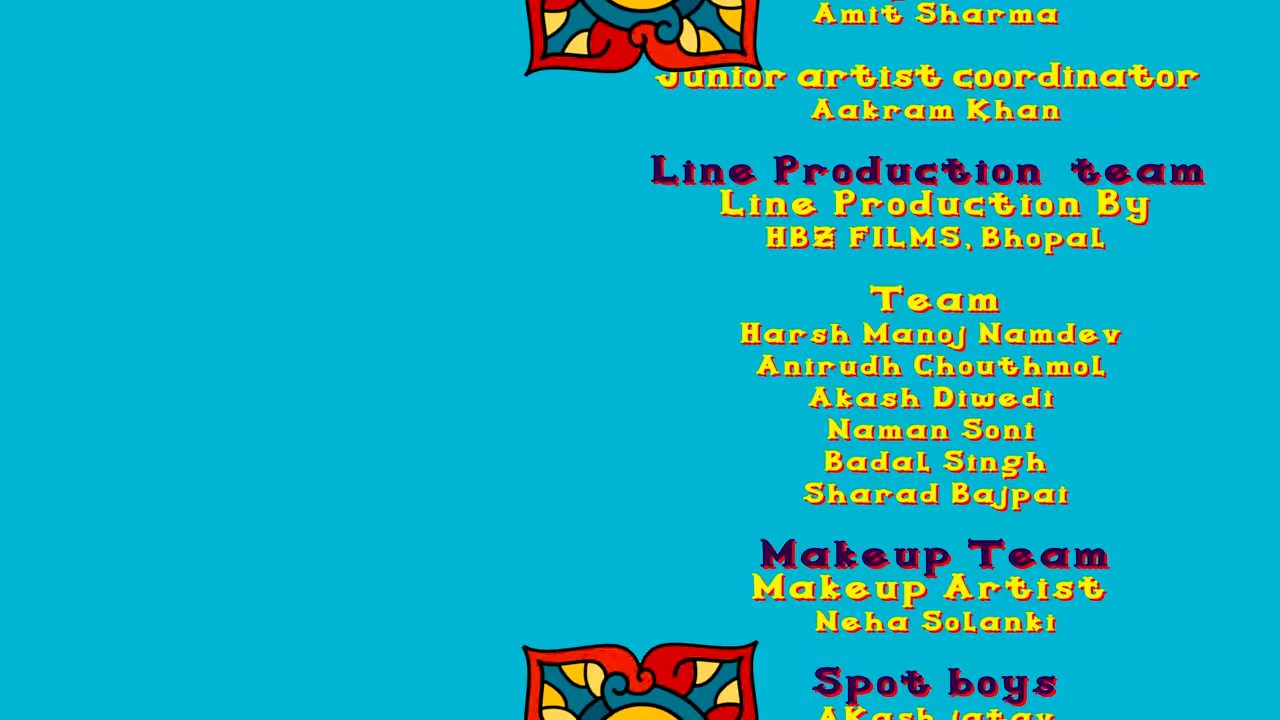 Amit Sharma
Junior artist coordinator
Aakram Khan
Line Production team
Line Production By
HBZ FILMS, Bhopal
Team
Harsh Manoj Namdev
Anirudh Chouthmol
Akash Diwedi
Naman Soni
Badal Singh
Sharad Bajpai
Makeup Team
Makeup Artist
Neha Solanki
Spot boys
AKash jatav